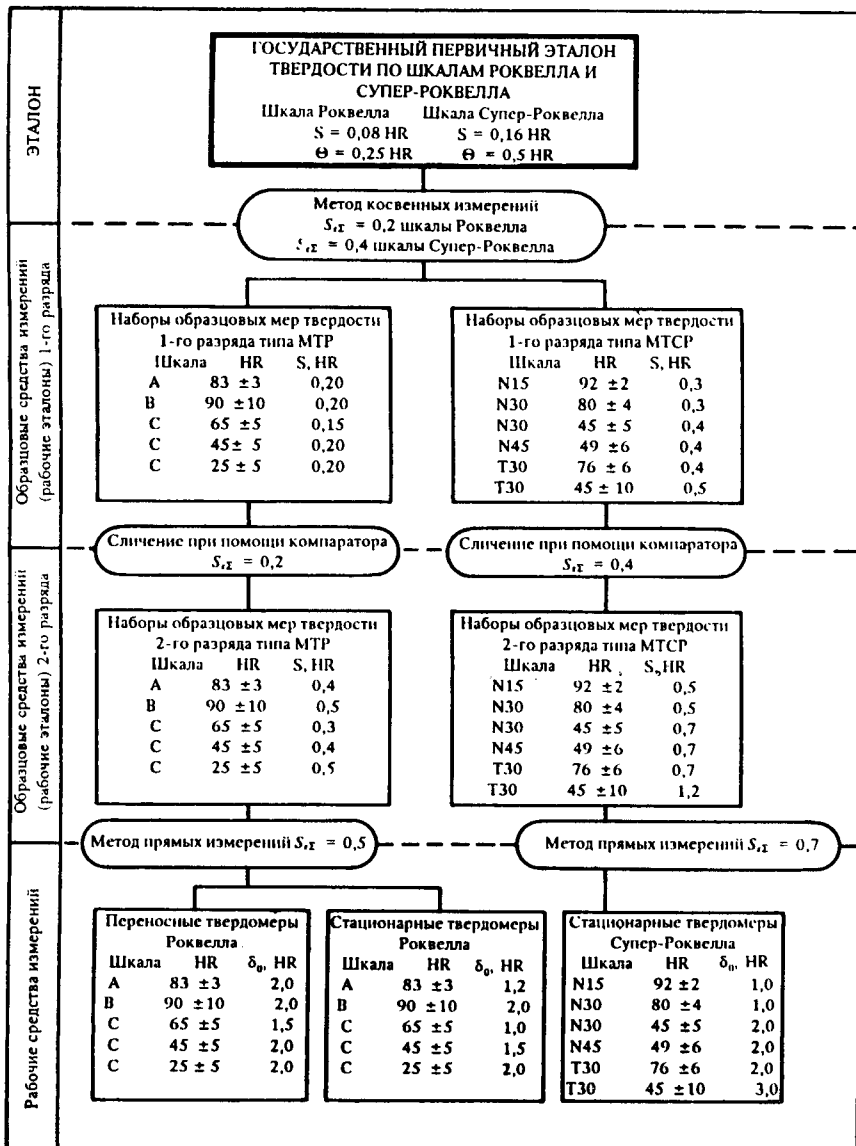 ЭТАЛОН
ГОСУДАРСТВЕННЫЙ ПЕРВИЧНЫЙ ЭТАЛОН
ТВЕРДОСТИ ПО ШКАЛАМ РОКВЕЛЛА И
СУПЕР-РОКВЕЛЛА
Шкала Роквелла Шкала Супер-Роквелла
S = 0,08 HR S = 0,16 HR
Θ = 0,25 HR Θ = 0,5 HR
Метод косвенных измерений
S_rΣ = 0,2 шкалы Роквелла
S_rΣ = 0,4 шкалы Супер-Роквелла
Образцовые средства измерений
(рабочие эталоны) 1-го разряда
Наборы образцовых мер твердости
1-го разряда типа МТР
Шкала HR S, HR
A 83 ±3 0,20
B 90 ±10 0,20
C 65 ±5 0,15
C 45± 5 0,20
C 25 ± 5 0,20
Наборы образцовых мер твердости
1-го разряда типа МТСР
Шкала HR S, HR
N15 92 ± 2 0,3
N30 80 ± 4 0,3
N30 45 ± 5 0,4
N45 49 ±6 0,4
T30 76 ± 6 0,4
T30 45 ± 10 0,5
Сличение при помощи компаратора
S_rΣ = 0,2
Сличение при помощи компаратора
S_rΣ = 0,4
Образцовые средства измерений
(рабочие эталоны) 2-го разряда
Наборы образцовых мер твердости
2-го разряда типа МТР
Шкала HR S, HR
A 83 ±3 0,4
B 90 ±10 0,5
C 65 ±5 0,3
C 45 ±5 0,4
C 25 ±5 0,5
Наборы образцовых мер твердости
2-го разряда типа МТСР
Шкала HR S, HR
N15 92 ±2 0,5
N30 80 ±4 0,5
N30 45 ±5 0,7
N45 49 ±6 0,7
T30 76 ±6 0,7
T30 45 ±10 1,2
Метод прямых измерений S_rΣ = 0,5
Метод прямых измерений S_rΣ = 0,7
Рабочие средства измерений
Переносные твердомеры
Роквелла
Шкала HR δ₀, HR
A 83 ±3 2,0
B 90 ±10 2,0
C 65 ±5 1,5
C 45 ±5 2,0
C 25 ± 5 2,0
Стационарные твердомеры
Роквелла
Шкала HR δ₀, HR
A 83 ±3 1,2
B 90 ±10 2,0
C 65 ±5 1,0
C 45 ±5 1,5
C 25 ± 5 2,0
Стационарные твердомеры
Супер-Роквелла
Шкала HR δ₀, HR
N15 92 ± 2 1,0
N30 80 ±4 1,0
N30 45 ±5 2,0
N45 49 ±6 2,0
T30 76 ±6 2,0
T30 45 ±10 3,0